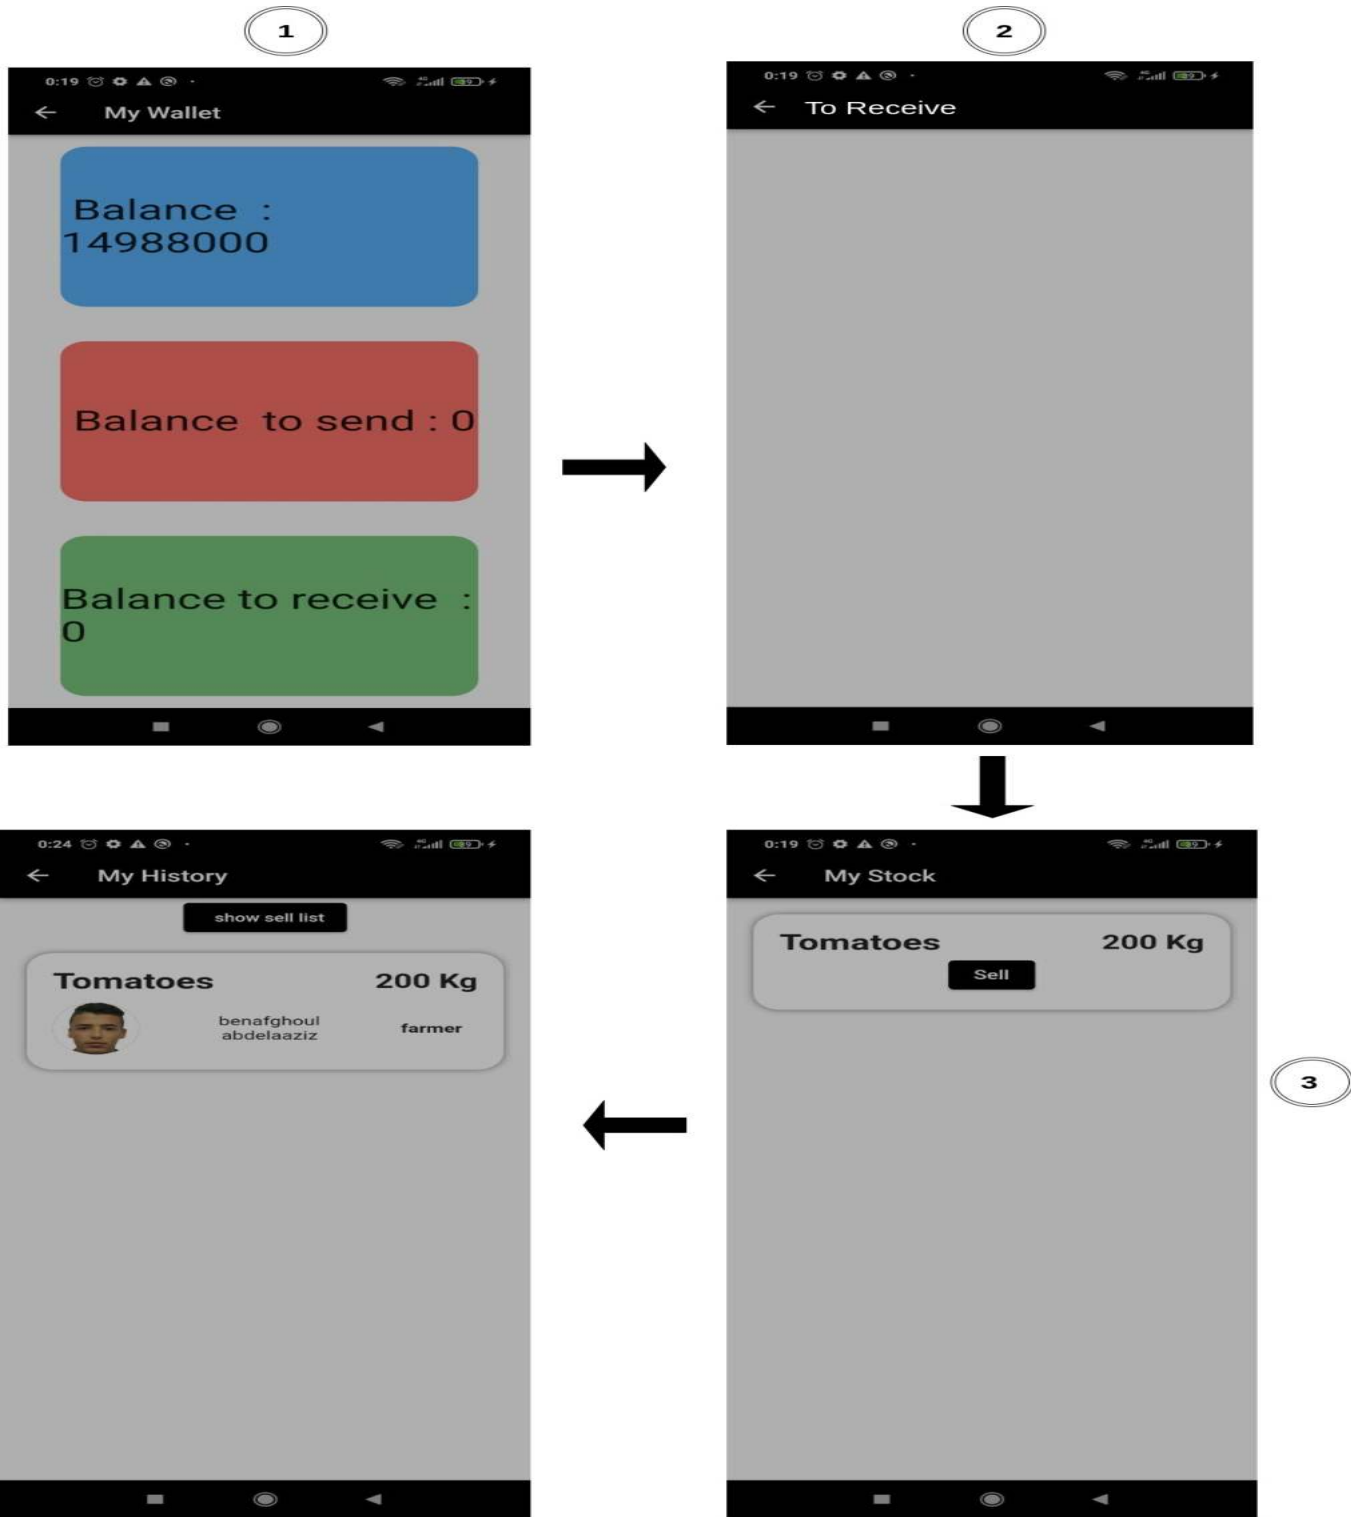 1
0:19
My Wallet
Balance :
14988000
Balance to send : 0
Balance to receive :
0
2
0:19
To Receive
0:19
My Stock
Tomatoes 200 Kg
Sell
3
0:24
My History
show sell list
Tomatoes 200 Kg
benafghoul
abdelaaziz
farmer